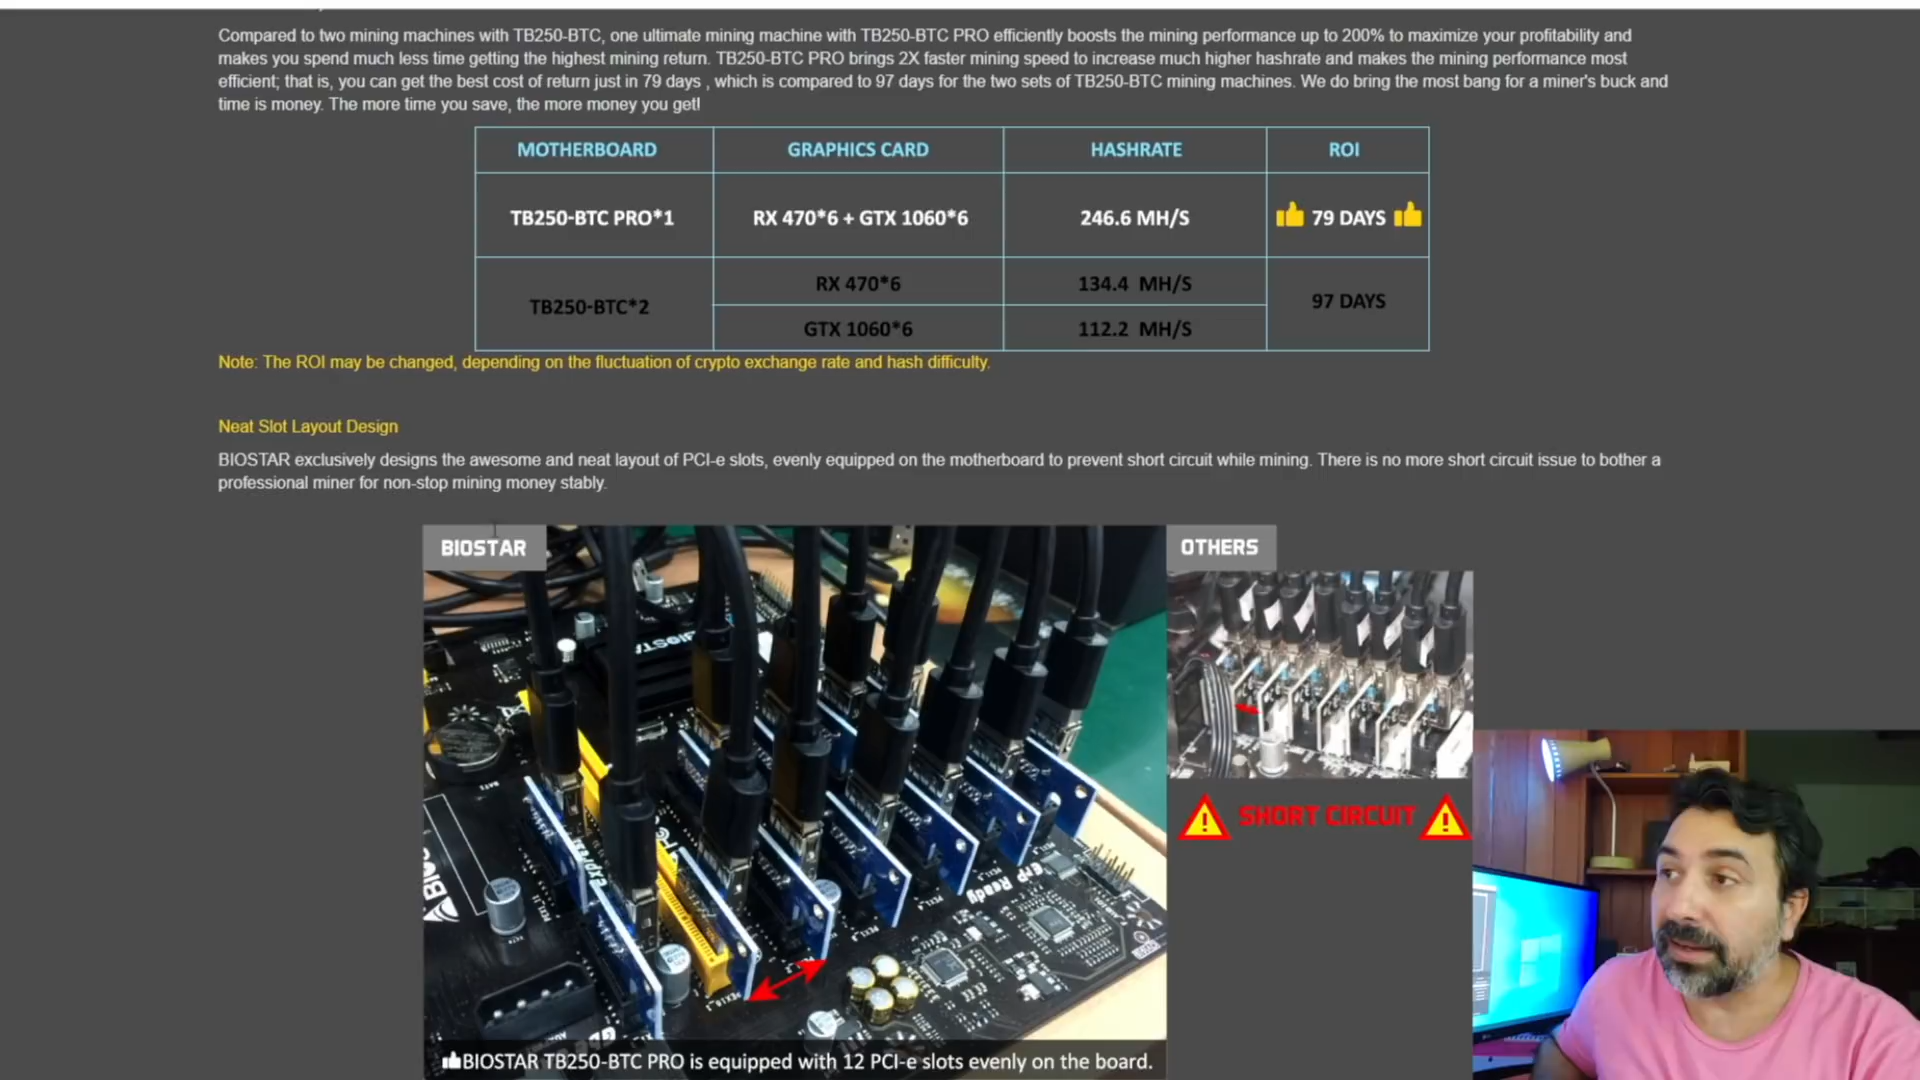 Compared to two mining machines with TB250-BTC, one ultimate mining machine with TB250-BTC PRO efficiently boosts the mining performance up to 200% to maximize your profitability and
makes you spend much less time getting the highest mining return. TB250-BTC PRO brings 2X faster mining speed to increase much higher hashrate and makes the mining performance most
efficient; that is, you can get the best cost of return just in 79 days , which is compared to 97 days for the two sets of TB250-BTC mining machines. We do bring the most bang for a miner's buck and
time is money. The more time you save, the more money you get!
MOTHERBOARD GRAPHICS CARD HASHRATE ROI
TB250-BTC PRO*1 RX 470*6 + GTX 1060*6 246.6 MH/S 79 DAYS
TB250-BTC*2 RX 470*6 134.4 MH/S 97 DAYS
GTX 1060*6 112.2 MH/S
Note: The ROI may be changed, depending on the fluctuation of crypto exchange rate and hash difficulty.
Neat Slot Layout Design
BIOSTAR exclusively designs the awesome and neat layout of PCI-e slots, evenly equipped on the motherboard to prevent short circuit while mining. There is no more short circuit issue to bother a
professional miner for non-stop mining money stably.
BIOSTAR
OTHERS
SHORT CIRCUIT
ErP Ready
BIOSTAR TB250-BTC PRO is equipped with 12 PCI-e slots evenly on the board.